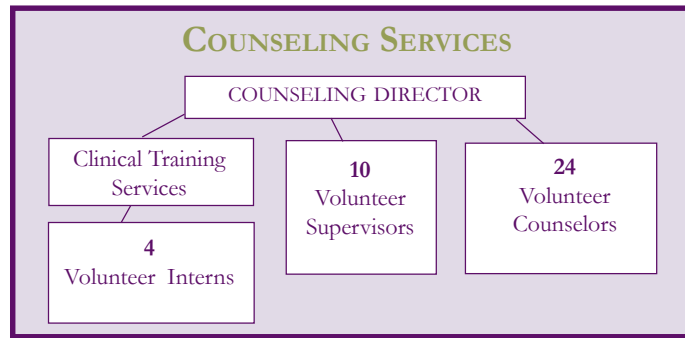 COUNSELING SERVICES
COUNSELING DIRECTOR
Clinical Training
Services
4
Volunteer Interns
10
Volunteer
Supervisors
24
Volunteer
Counselors